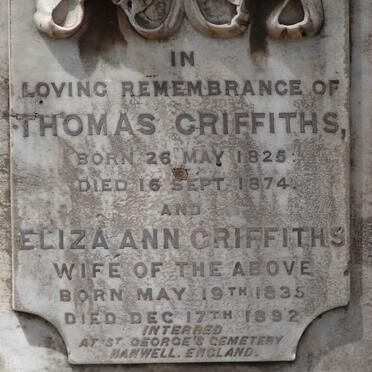 IN
LOVING REMEMBRANCE OF
THOMAS GRIFFITHS,
BORN 26 MAY 1825.
DIED 16 SEPT 1874.
AND
ELIZA ANN GRIFFITHS
WIFE OF THE ABOVE
BORN MAY 19TH 1835
DIED DEC 17TH 1892
INTERRED
AT ST GEORGE'S CEMETERY
HANWELL. ENGLAND.